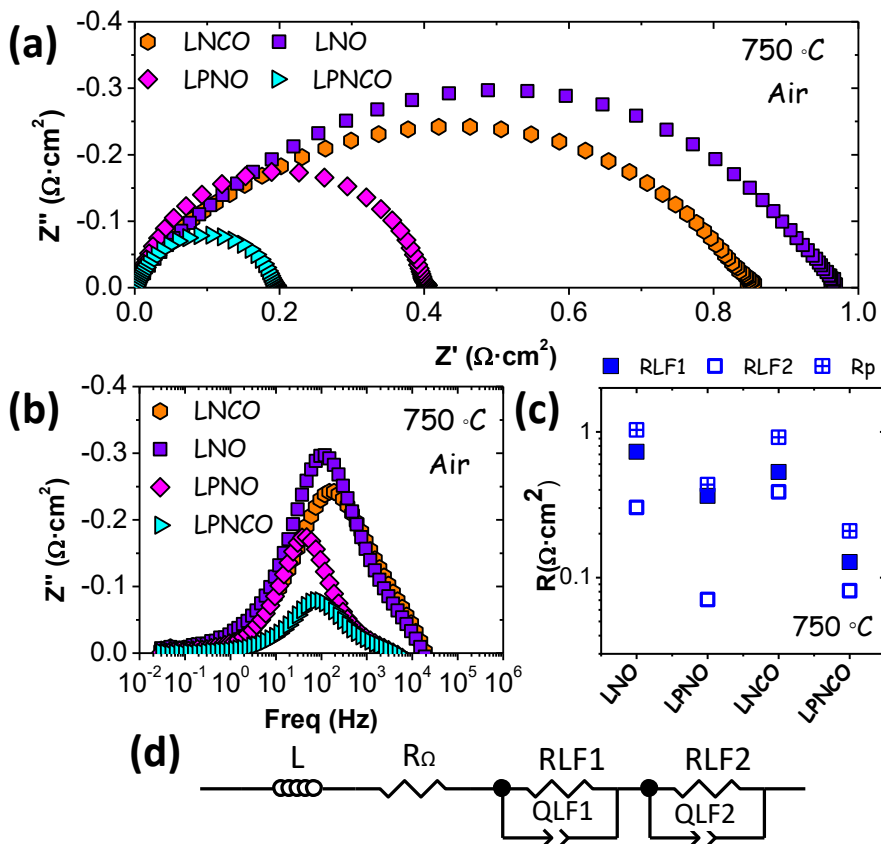 (a)
LNCO LNO
LPNO LPNCO
750 °C
Air
-0.4
-0.3
-0.2
-0.1
0.0
Z'' (Ω·cm²)
0.0 0.2 0.4 0.6 0.8 1.0
Z' (Ω·cm²)
(b)
LNCO
LNO
LPNO
LPNCO
750 °C
Air
-0.4
-0.3
-0.2
-0.1
0.0
Z'' (Ω·cm²)
10⁻² 10⁻¹ 10⁰ 10¹ 10² 10³ 10⁴ 10⁵ 10⁶
Freq (Hz)
RLF1 RLF2 Rp
(c)
1
0.1
R(Ω·cm²)
750 °C
LNO LPNO LNCO LPNCO
(d)
L RΩ RLF1 RLF2
QLF1 QLF2